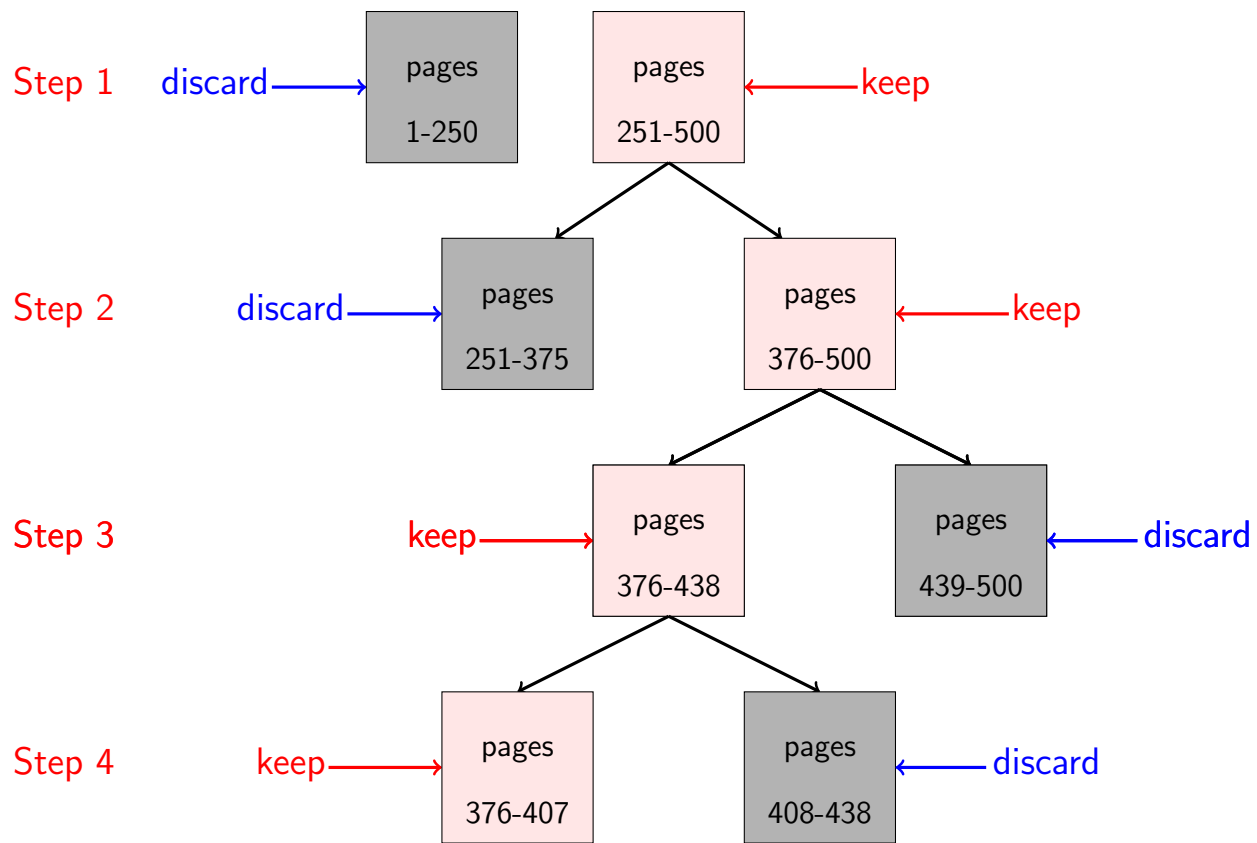 Step 1
discard
pages
1-250
pages
251-500
keep
Step 2
discard
pages
251-375
pages
376-500
keep
Step 3
keep
pages
376-438
pages
439-500
discard
Step 4
keep
pages
376-407
pages
408-438
discard